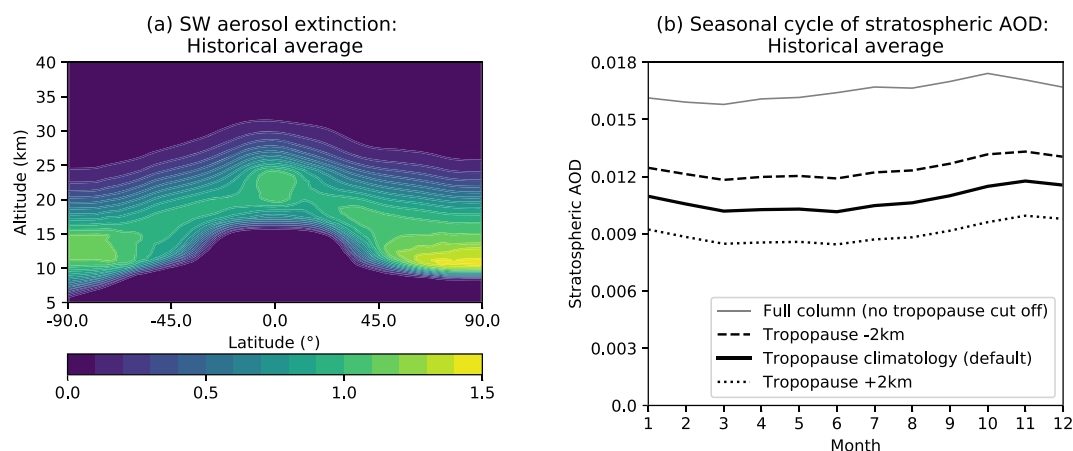 (a) SW aerosol extinction:
Historical average
40
35
30
25
20
15
10
5
Altitude (km)
-90.0 -45.0 0.0 45.0 90.0
Latitude (°)
0.0 0.5 1.0 1.5
(b) Seasonal cycle of stratospheric AOD:
Historical average
0.018
0.015
0.012
0.009
0.006
0.003
0.0
Stratospheric AOD
Full column (no tropopause cut off)
Tropopause -2km
Tropopause climatology (default)
Tropopause +2km
1 2 3 4 5 6 7 8 9 10 11 12
Month